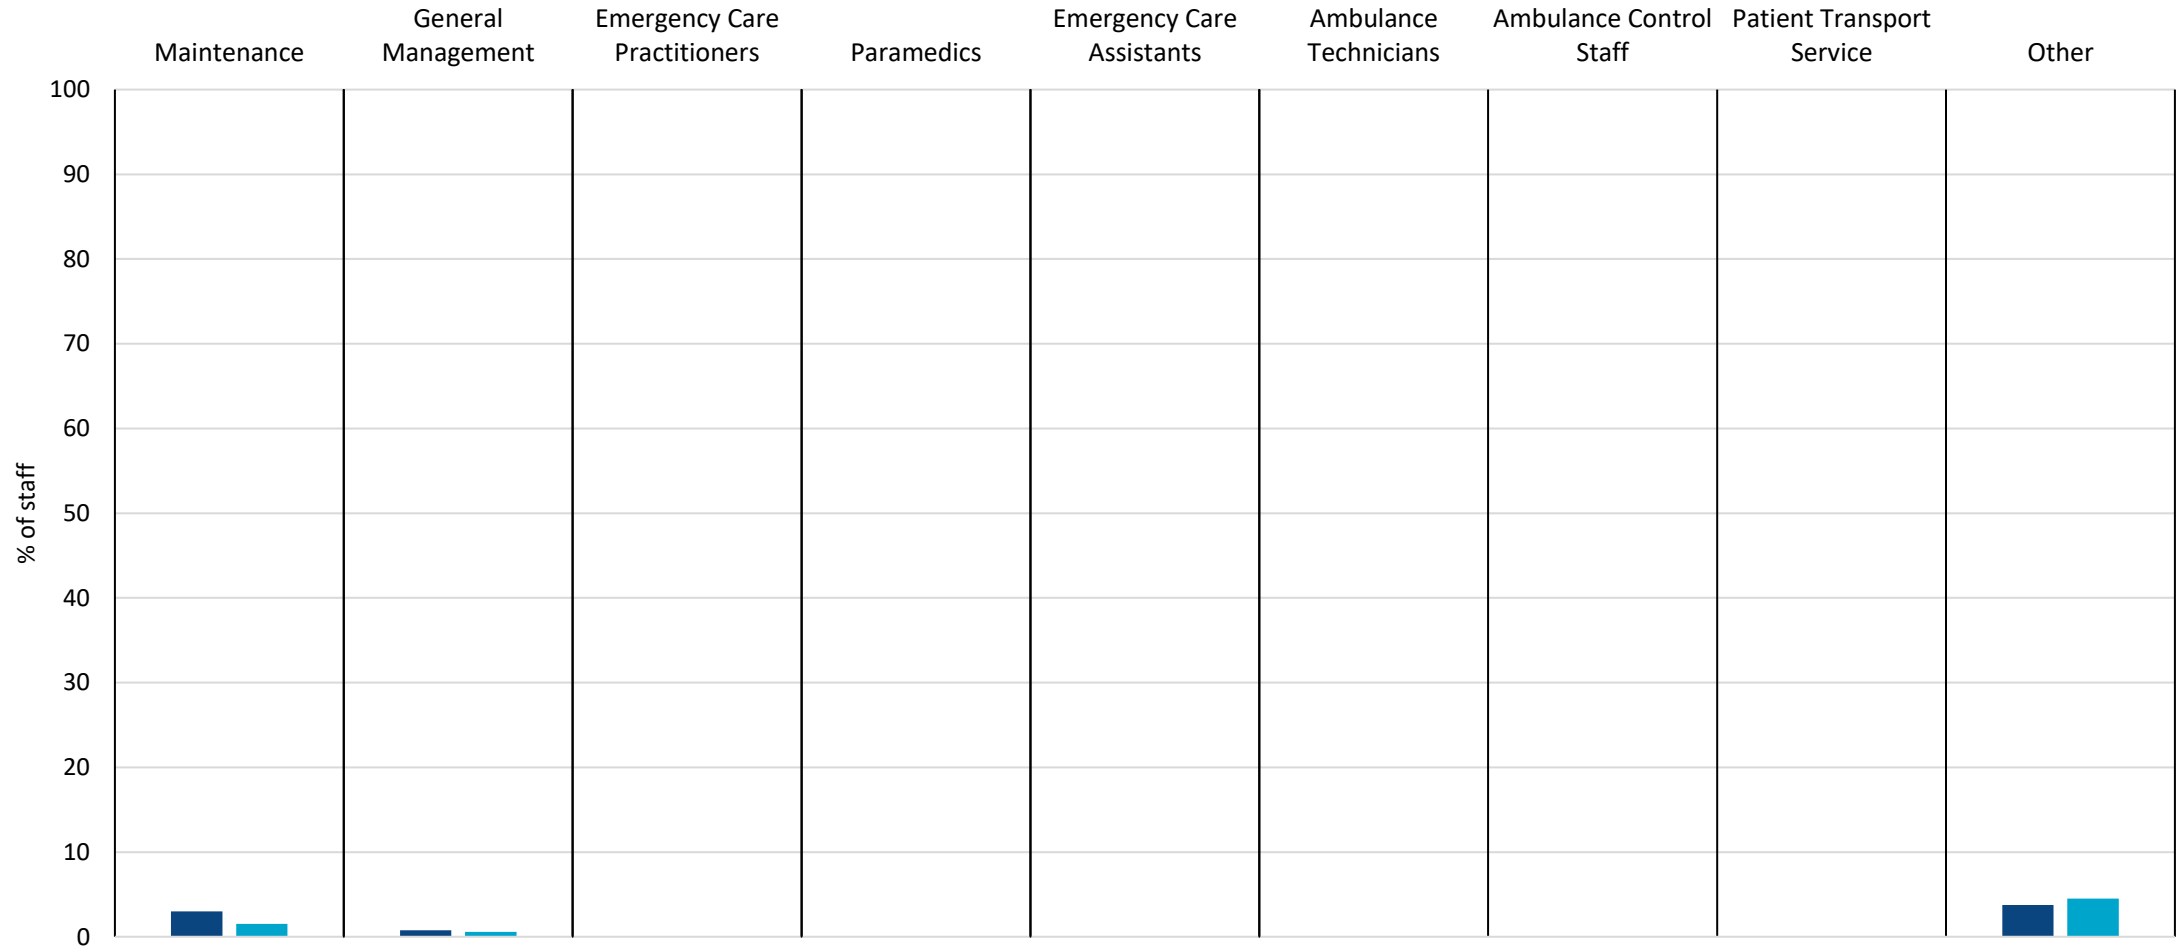 Maintenance
General
Management
Emergency Care
Practitioners
Paramedics
Emergency Care
Assistants
Ambulance
Technicians
Ambulance Control
Staff
Patient Transport
Service
Other
% of staff
100
90
80
70
60
50
40
30
20
10
0